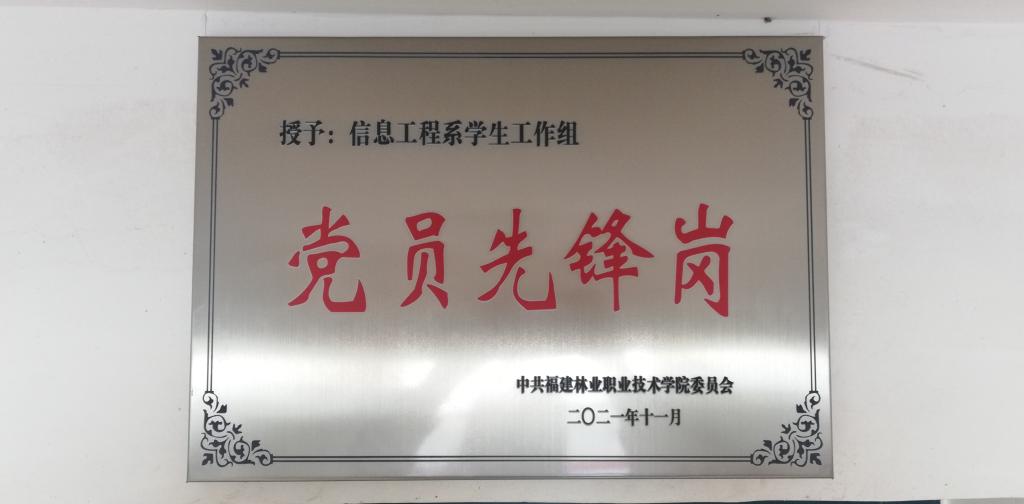 授予：信息工程系学生工作组
党员先锋岗
中共福建林业职业技术学院委员会
二〇二一年十一月